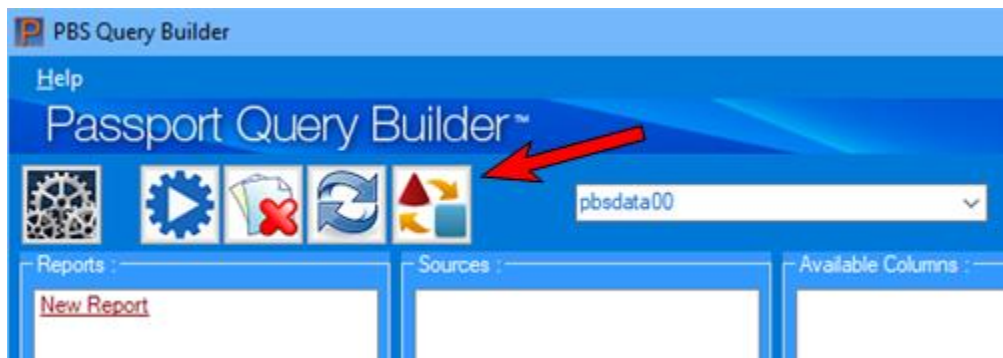 PBS Query Builder
Help
Passport Query Builder™
pbsdata00
Reports :
Sources :
Available Columns :
New Report